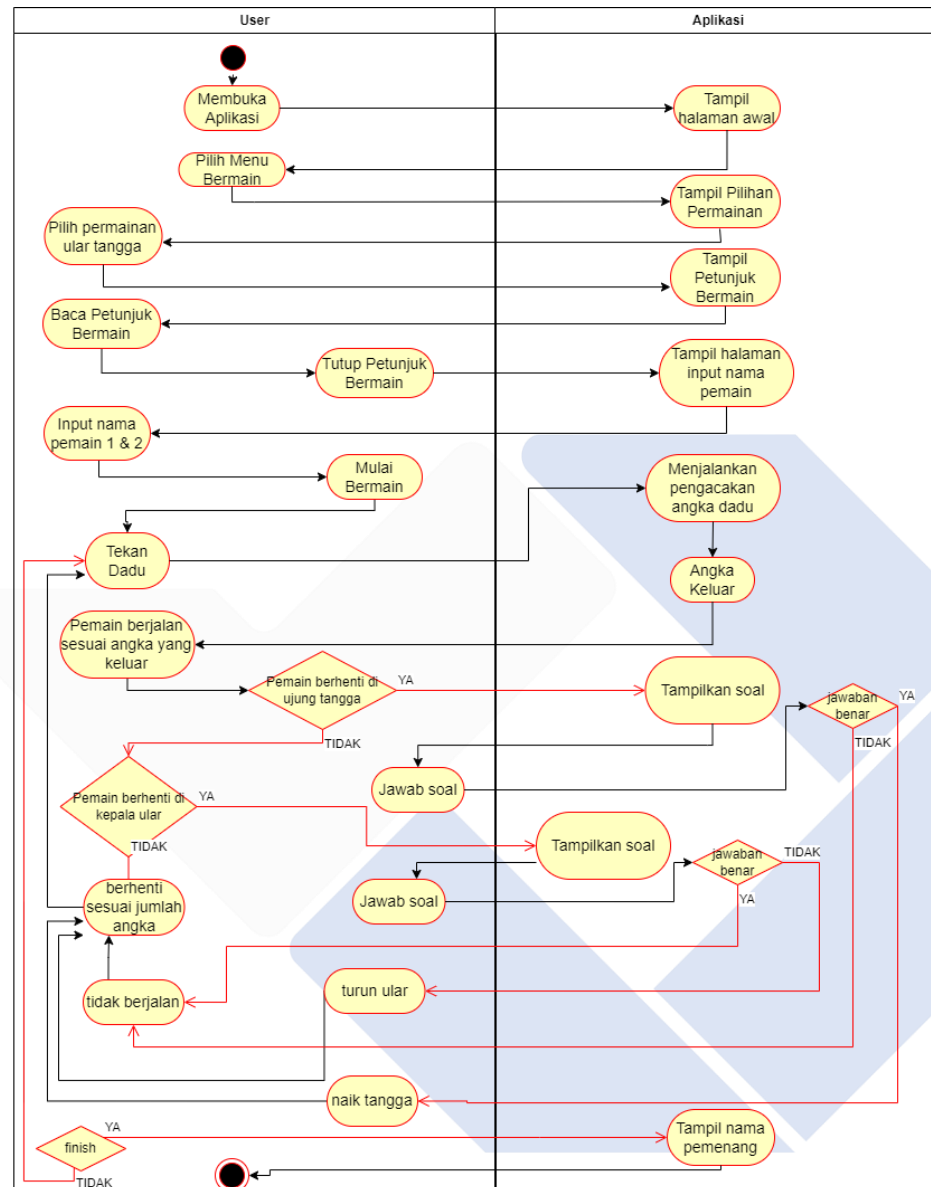 User
Aplikasi
Membuka
Aplikasi
Tampil
halaman awal
Pilih Menu
Bermain
Tampil Pilihan
Permainan
Pilih permainan
ular tangga
Tampil
Petunjuk
Bermain
Baca Petunjuk
Bermain
Tutup Petunjuk
Bermain
Tampil halaman
input nama
pemain
Input nama
pemain 1 & 2
Mulai
Bermain
Menjalankan
pengacakan
angka dadu
Tekan
Dadu
Angka
Keluar
Pemain berjalan
sesuai angka yang
keluar
Pemain berhenti di
ujung tangga
YA
TIDAK
Tampilkan soal
jawaban
benar
YA
TIDAK
Jawab soal
Pemain berhenti di
kepala ular
YA
TIDAK
Tampilkan soal
jawaban
benar
TIDAK
YA
Jawab soal
berhenti
sesuai jumlah
angka
tidak berjalan
turun ular
naik tangga
finish
YA
TIDAK
Tampil nama
pemenang